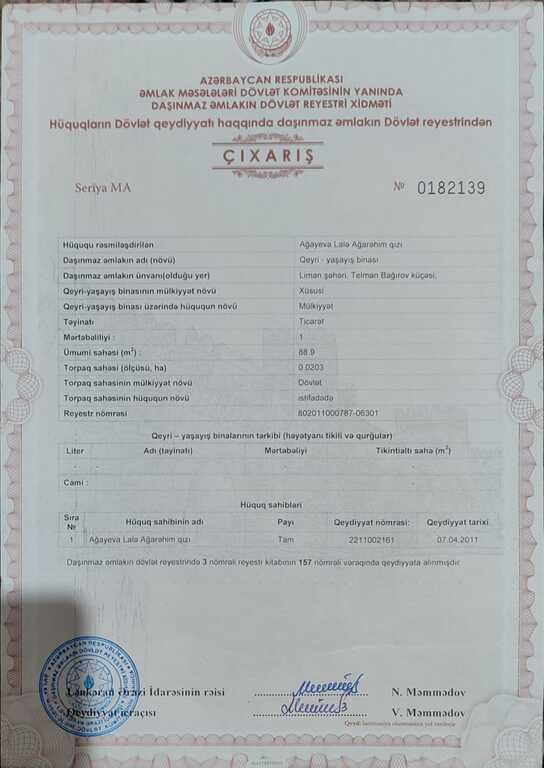 AZƏRBAYCAN RESPUBLİKASI
ƏMLAK MƏSƏLƏLƏRİ DÖVLƏT KOMİTƏSİNİN YANINDA
DAŞINMAZ ƏMLAKIN DÖVLƏT REYESTRİ XİDMƏTİ
Hüquqların Dövlət qeydiyyatı haqqında daşınmaz əmlakın Dövlət reyestrindən
ÇIXARIŞ
Seriya MA № 0182139
Hüququ rəsmiləşdirilən Ağayeva Lalə Ağarəhim qızı
Daşınmaz əmlakın adı (növü) Qeyri - yaşayış binası
Daşınmaz əmlakın ünvanı(olduğu yer) Liman şəhəri, Telman Bağırov küçəsi,
Qeyri-yaşayış binasının mülkiyyət növü Xüsusi
Qeyri-yaşayış binası üzərində hüququn növü Mülkiyyət
Təyinatı Ticarət
Mərtəbəliliyi : 1
Ümumi sahəsi (m²) : 88.9
Torpaq sahəsi (ölçüsü, ha) 0.0203
Torpaq sahəsinin mülkiyyət növü Dövlət
Torpaq sahəsinin hüququn növü istifadədə
Reyestr nömrəsi 802011000787-06301
Qeyri – yaşayış binalarının tərkibi (həyətyanı tikili və qurğular)
Liter Adı (təyinatı) Mərtəbəliyi Tikintialtı sahə (m²)
Cəmi :
Hüquq sahibləri
Sıra № Hüquq sahibinin adı Payı Qeydiyyat nömrəsi: Qeydiyyat tarixi
1 Ağayeva Lalə Ağarəhim qızı Tam 2211002161 07.04.2011
Daşınmaz əmlakın dövlət reyestrində 3 nömrəli reyestr kitabının 157 nömrəli vərəqində qeydiyyata alınmışdır
Lənkəran Ərazi İdarəsinin rəisi N. Məmmədov
Qeydiyyat icraçısı V. Məmmədov